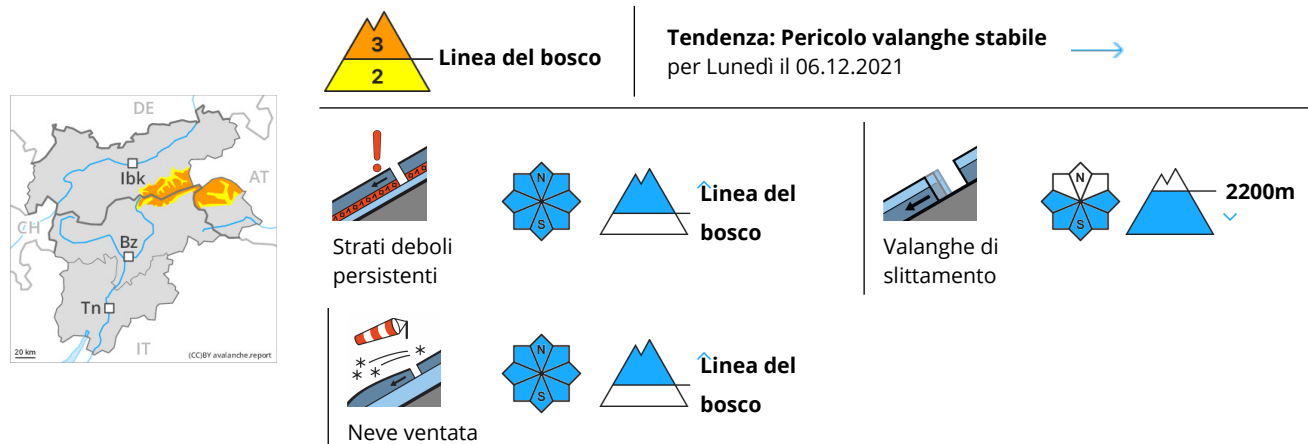 3
2
Linea del bosco
Tendenza: Pericolo valanghe stabile
per Lunedì il 06.12.2021
DE
Ibk
AT
CH
Bz
Tn
IT
20 km
(CC)BY avalanche.report
Strati deboli
persistenti
N
S
Linea del
bosco
Valanghe di
slittamento
N
S
2200m
Neve ventata
N
S
Linea del
bosco